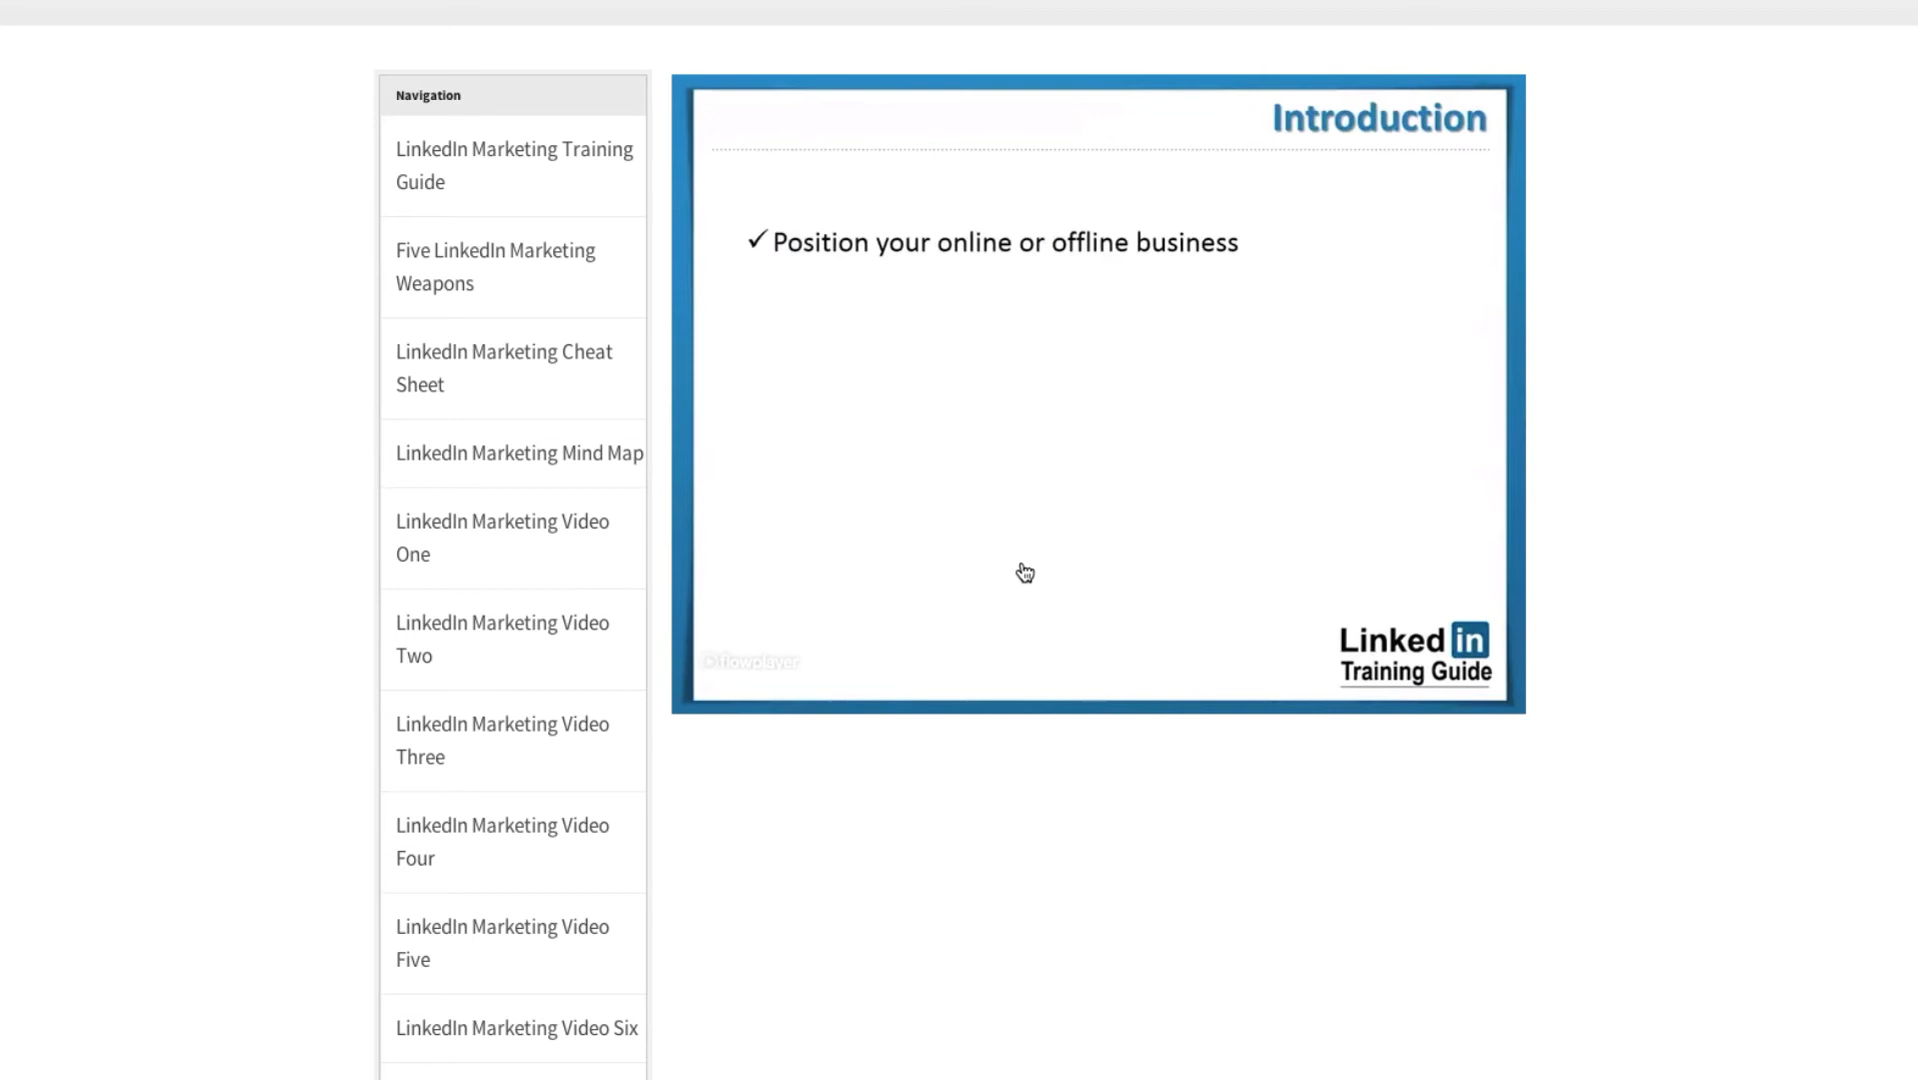 Navigation
LinkedIn Marketing Training
Guide
Five LinkedIn Marketing
Weapons
LinkedIn Marketing Cheat
Sheet
LinkedIn Marketing Mind Map
LinkedIn Marketing Video
One
LinkedIn Marketing Video
Two
LinkedIn Marketing Video
Three
LinkedIn Marketing Video
Four
LinkedIn Marketing Video
Five
LinkedIn Marketing Video Six
Introduction
✓ Position your online or offline business
flowplayer
Linked in
Training Guide